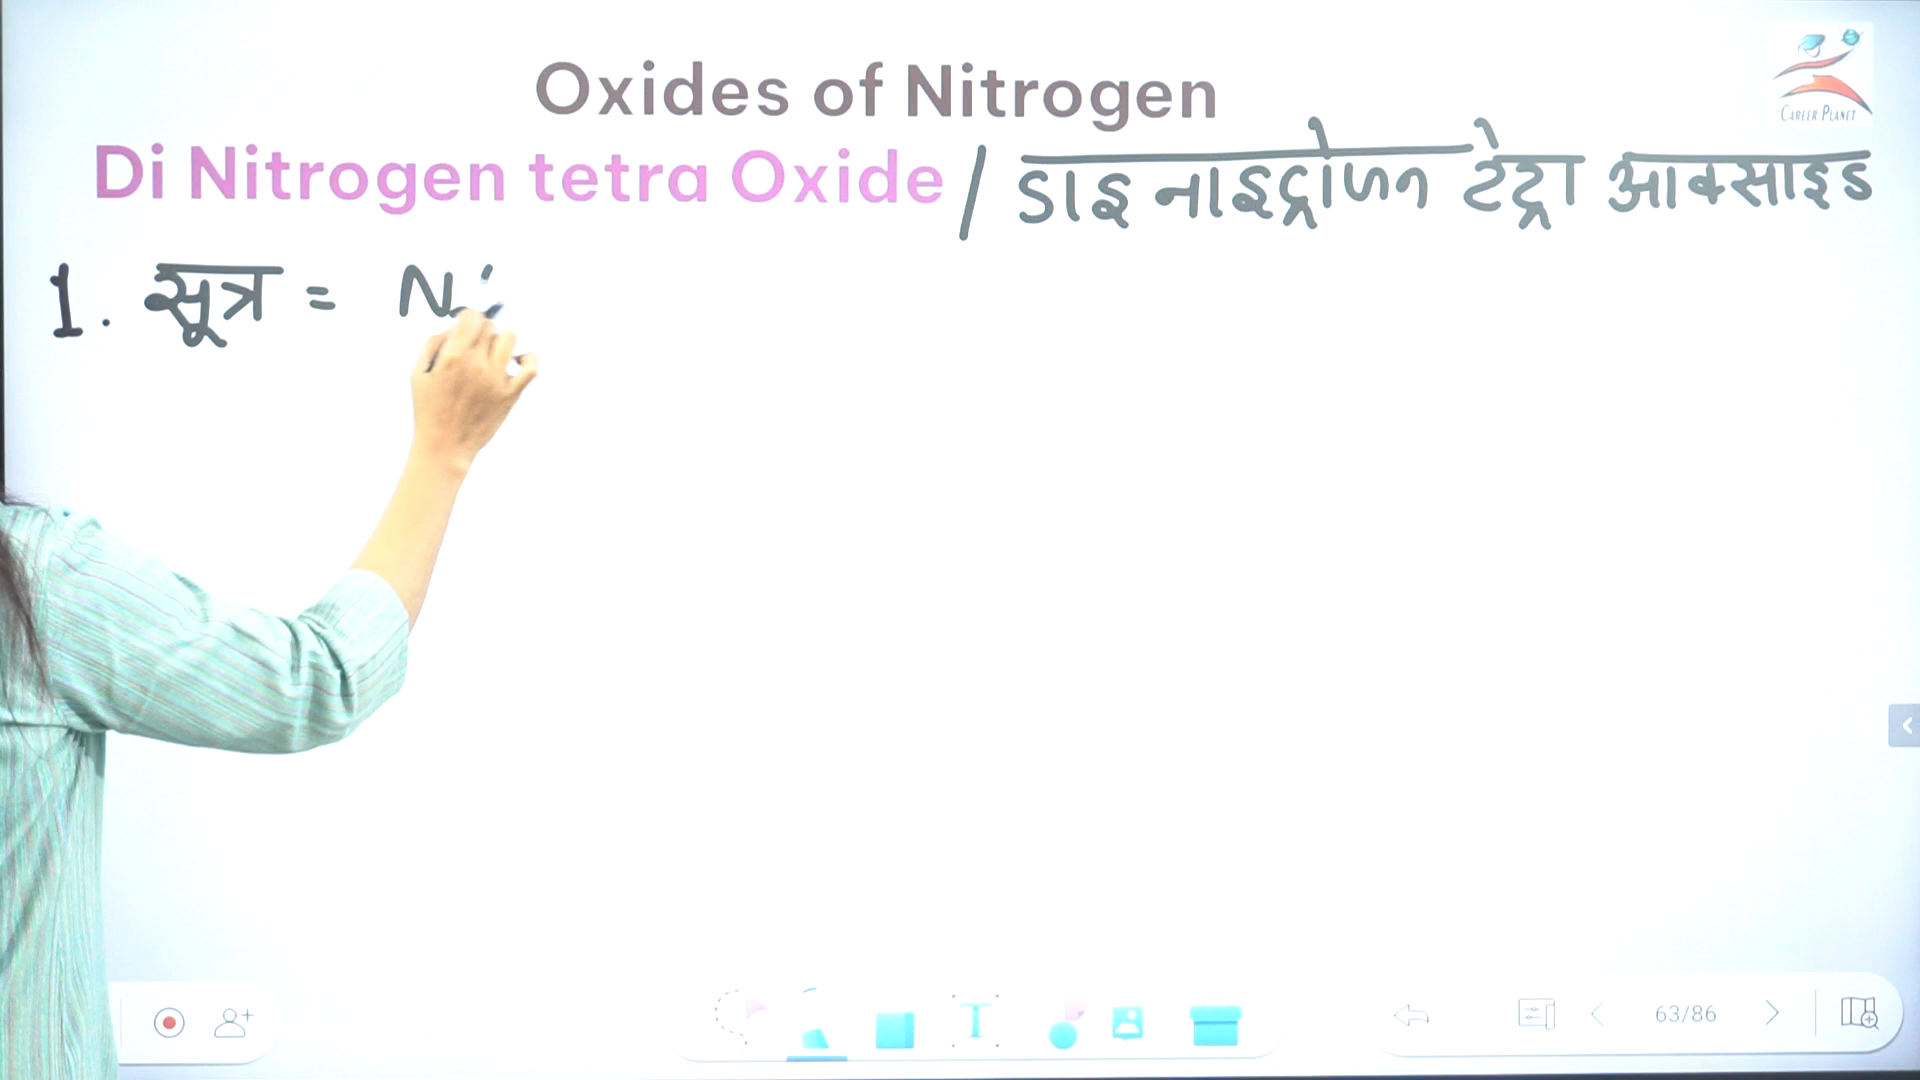 Oxides of Nitrogen
CAREER PLANET
Di Nitrogen tetra Oxide / डाइ नाइट्रोजन टेट्रा आक्साइड
1. सूत्र = N
T
63/86